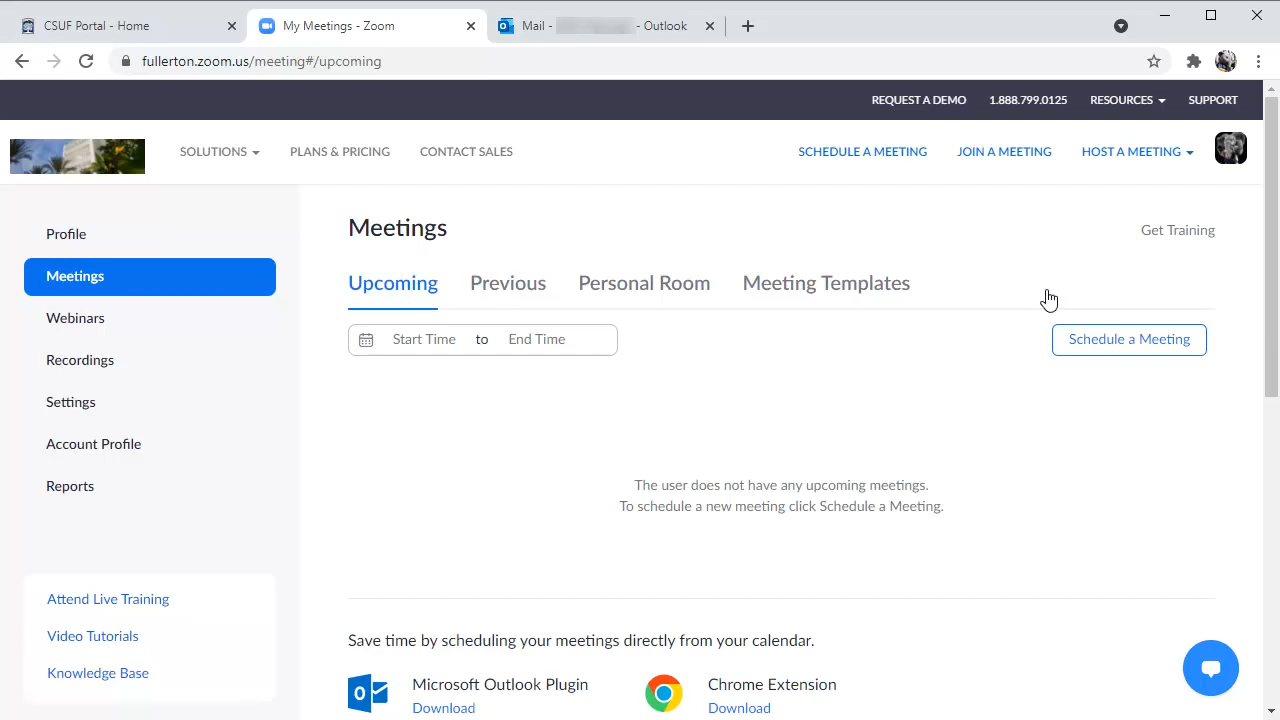 CSUF Portal - Home
My Meetings - Zoom
Mail - - Outlook
fullerton.zoom.us/meeting#/upcoming
REQUEST A DEMO 1.888.799.0125 RESOURCES SUPPORT
SOLUTIONS PLANS & PRICING CONTACT SALES SCHEDULE A MEETING JOIN A MEETING HOST A MEETING
Profile
Meetings
Webinars
Recordings
Settings
Account Profile
Reports
Attend Live Training
Video Tutorials
Knowledge Base
Meetings
Get Training
Upcoming Previous Personal Room Meeting Templates
Start Time to End Time
Schedule a Meeting
The user does not have any upcoming meetings.
To schedule a new meeting click Schedule a Meeting.
Save time by scheduling your meetings directly from your calendar.
Microsoft Outlook Plugin
Download
Chrome Extension
Download